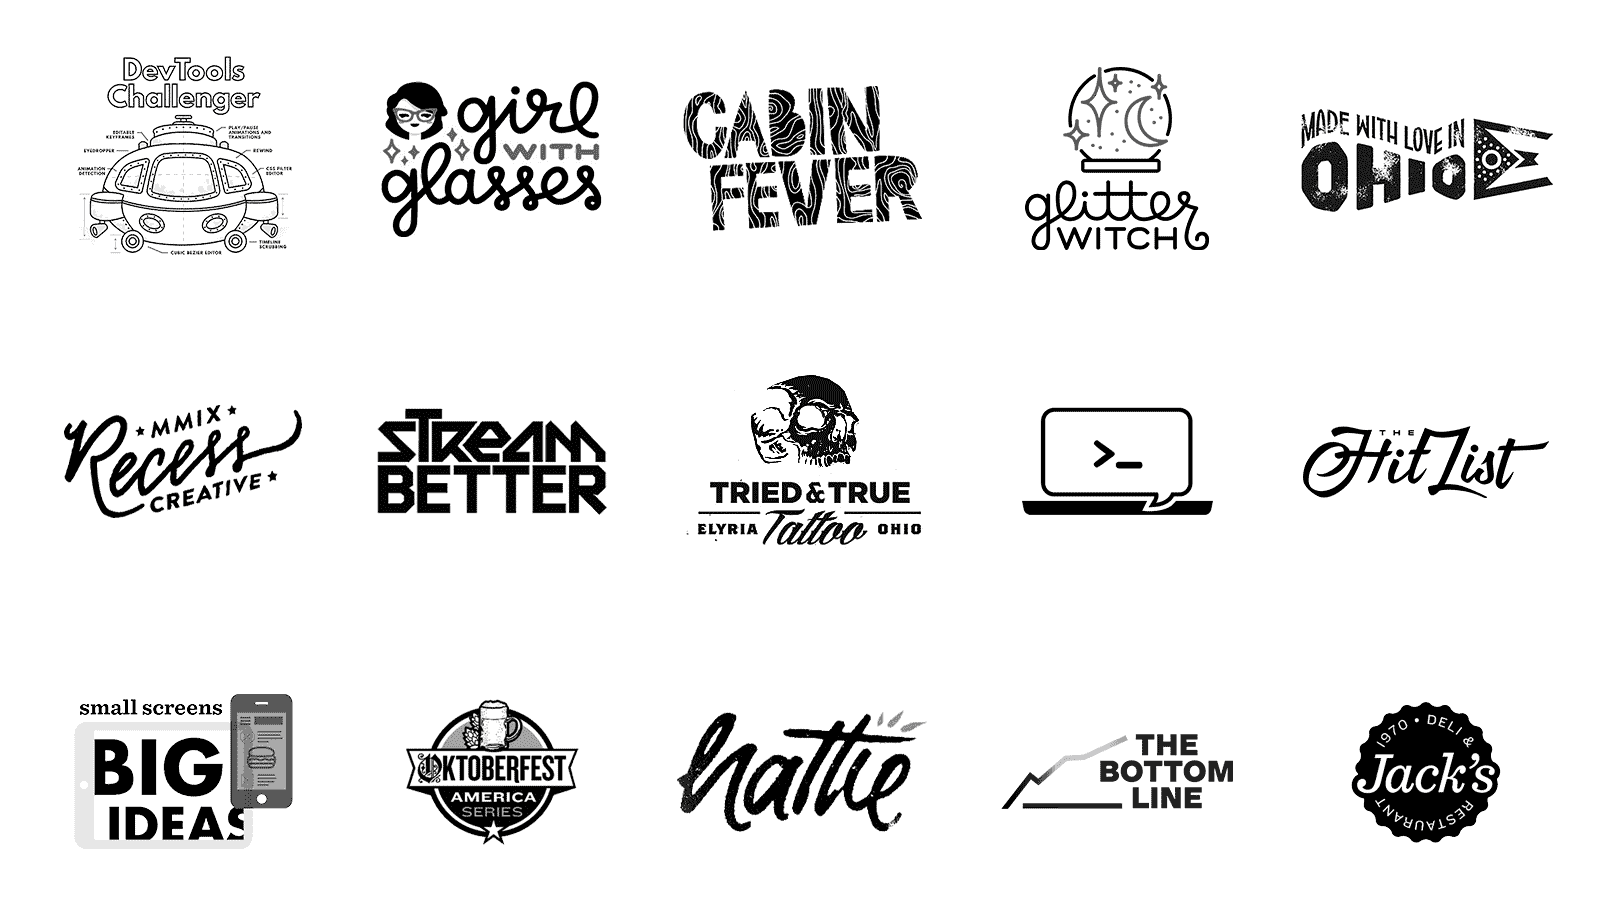 DevTools
Challenger
EDITABLE
KEYFRAMES
PLAY/PAUSE
ANIMATIONS AND
TRANSITIONS
EYEDROPPER
REWIND
ANIMATION
DETECTION
CSS FILTER
EDITOR
TIMELINE
SCRUBBING
CUBIC BEZIER EDITOR
girl
WITH
glasses
CABIN
FEVER
glitter
WITCH
MADE WITH LOVE IN
OHIO
MMIX
Recess
CREATIVE
STREAM
BETTER
TRIED & TRUE
ELYRIA Tattoo OHIO
>_
THE
Hit List
small screens
BIG
IDEAS
OKTOBERFEST
AMERICA
SERIES
hattie
THE
BOTTOM
LINE
1970 • DELI &
Jack's
RESTAURANT